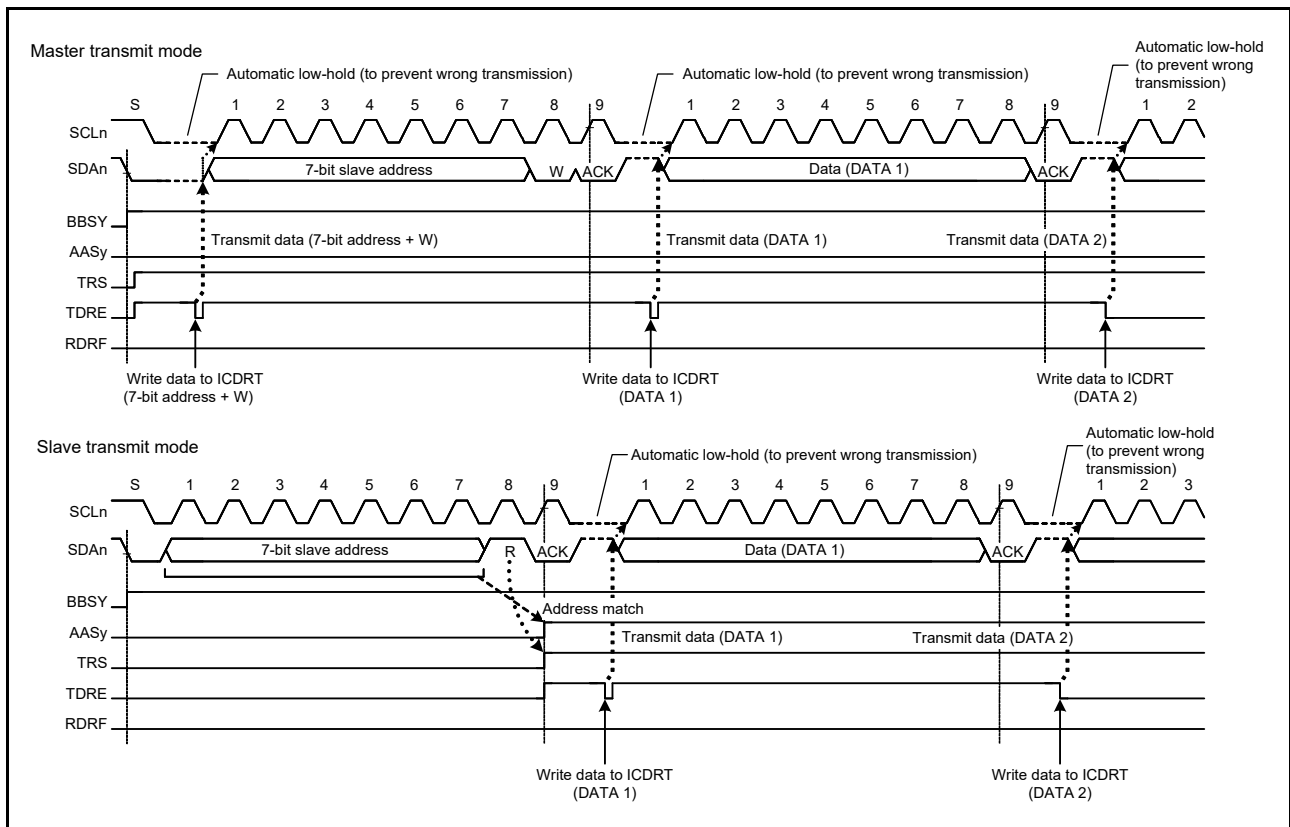 Master transmit mode
Automatic low-hold (to prevent wrong transmission)
Automatic low-hold (to prevent wrong transmission)
Automatic low-hold
(to prevent wrong
transmission)
S 1 2 3 4 5 6 7 8 9 1 2 3 4 5 6 7 8 9 1 2
SCLn
SDAn 7-bit slave address W ACK Data (DATA 1) ACK
BBSY
Transmit data (7-bit address + W) Transmit data (DATA 1) Transmit data (DATA 2)
AASy
TRS
TDRE
RDRF
Write data to ICDRT
(7-bit address + W)
Write data to ICDRT
(DATA 1)
Write data to ICDRT
(DATA 2)
Slave transmit mode
Automatic low-hold (to prevent wrong transmission)
Automatic low-hold
(to prevent wrong
transmission)
S 1 2 3 4 5 6 7 8 9 1 2 3 4 5 6 7 8 9 1 2 3
SCLn
SDAn 7-bit slave address R ACK Data (DATA 1) ACK
BBSY
Address match
AASy
Transmit data (DATA 1) Transmit data (DATA 2)
TRS
TDRE
RDRF
Write data to ICDRT
(DATA 1)
Write data to ICDRT
(DATA 2)